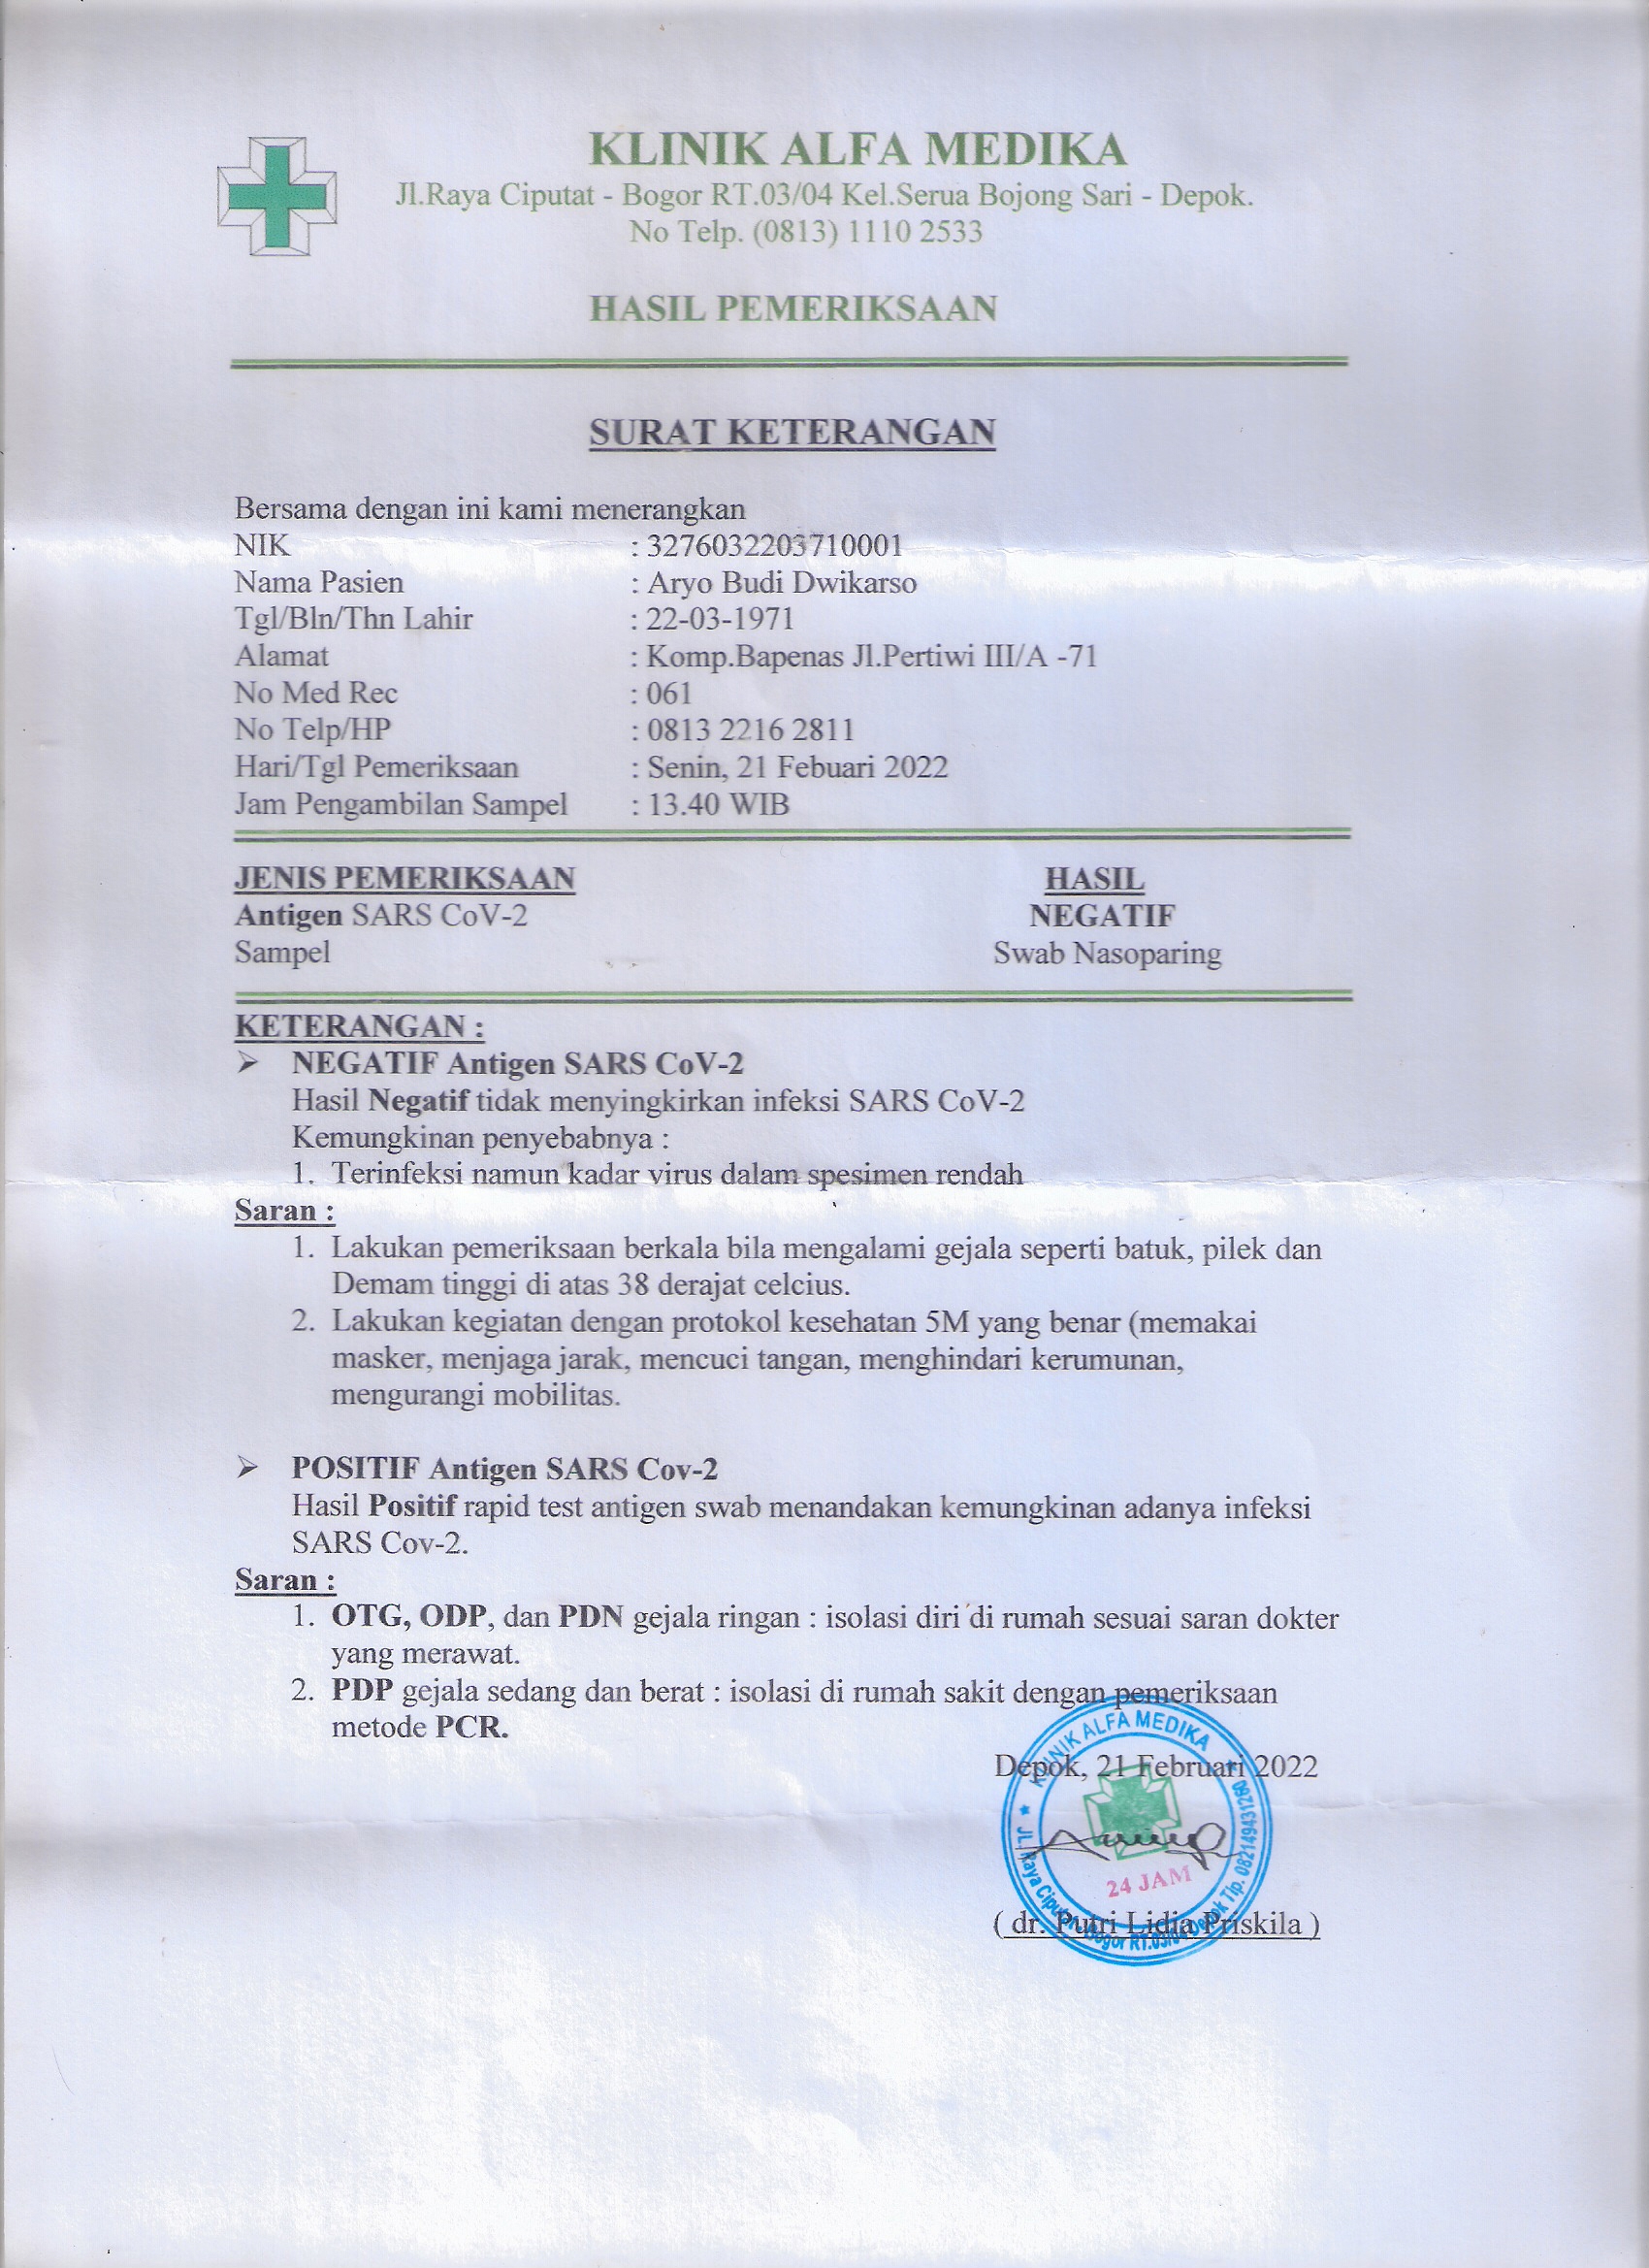 KLINIK ALFA MEDIKA
Jl.Raya Ciputat - Bogor RT.03/04 Kel.Serua Bojong Sari - Depok.
No Telp. (0813) 1110 2533
HASIL PEMERIKSAAN
SURAT KETERANGAN
Bersama dengan ini kami menerangkan
NIK : 3276032203710001
Nama Pasien : Aryo Budi Dwikarso
Tgl/Bln/Thn Lahir : 22-03-1971
Alamat : Komp.Bapenas Jl.Pertiwi III/A -71
No Med Rec : 061
No Telp/HP : 0813 2216 2811
Hari/Tgl Pemeriksaan : Senin, 21 Febuari 2022
Jam Pengambilan Sampel : 13.40 WIB
JENIS PEMERIKSAAN HASIL
Antigen SARS CoV-2 NEGATIF
Sampel Swab Nasoparing
KETERANGAN :
➢ NEGATIF Antigen SARS CoV-2
Hasil Negatif tidak menyingkirkan infeksi SARS CoV-2
Kemungkinan penyebabnya :
1. Terinfeksi namun kadar virus dalam spesimen rendah
Saran :
1. Lakukan pemeriksaan berkala bila mengalami gejala seperti batuk, pilek dan
Demam tinggi di atas 38 derajat celcius.
2. Lakukan kegiatan dengan protokol kesehatan 5M yang benar (memakai
masker, menjaga jarak, mencuci tangan, menghindari kerumunan,
mengurangi mobilitas.
➢ POSITIF Antigen SARS Cov-2
Hasil Positif rapid test antigen swab menandakan kemungkinan adanya infeksi
SARS Cov-2.
Saran :
1. OTG, ODP, dan PDN gejala ringan : isolasi diri di rumah sesuai saran dokter
yang merawat.
2. PDP gejala sedang dan berat : isolasi di rumah sakit dengan pemeriksaan
metode PCR.
Depok, 21 Februari 2022
KLINIK ALFA MEDIKA
Jl. Raya Ciputat - Bogor RT.03/04 Depok Tlp. 082149431260
24 JAM
( dr. Putri Lidia Priskila )